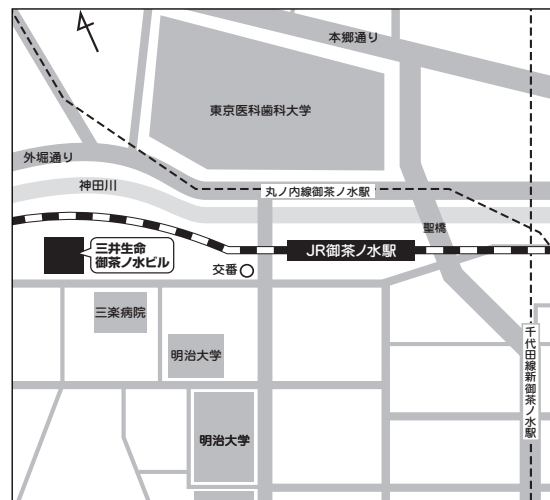 本郷通り
東京医科歯科大学
外堀通り
神田川
丸ノ内線御茶ノ水駅
聖橋
三井生命
御茶ノ水ビル
JR御茶ノ水駅
交番
三楽病院
明治大学
千代田線新御茶ノ水駅
明治大学